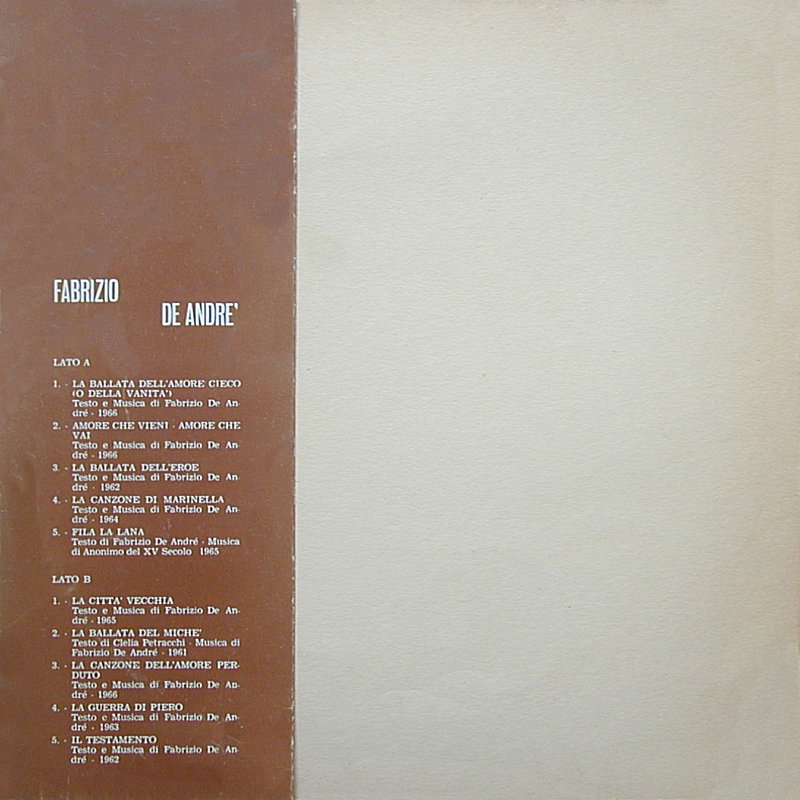 FABRIZIO
DE ANDRE'
LATO A
1. - LA BALLATA DELL'AMORE CIECO
(O DELLA VANITA')
Testo e Musica di Fabrizio De An-
dré - 1966
2. - AMORE CHE VIENI - AMORE CHE
VAI
Testo e Musica di Fabrizio De An-
dré - 1966
3. - LA BALLATA DELL'EROE
Testo e Musica di Fabrizio De An-
dré - 1962
4. - LA CANZONE DI MARINELLA
Testo e Musica di Fabrizio De An-
dré - 1964
5. - FILA LA LANA
Testo di Fabrizio De André - Musica
di Anonimo del XV Secolo 1965
LATO B
1. - LA CITTA' VECCHIA
Testo e Musica di Fabrizio De An-
dré - 1965
2. - LA BALLATA DEL MICHE'
Testo di Clelia Petracchi - Musica di
Fabrizio De André - 1961
3. - LA CANZONE DELL'AMORE PER-
DUTO
Testo e Musica di Fabrizio De An-
dré - 1966
4. - LA GUERRA DI PIERO
Testo e Musica di Fabrizio De An-
dré - 1963
5. - IL TESTAMENTO
Testo e Musica di Fabrizio De An-
dré - 1962